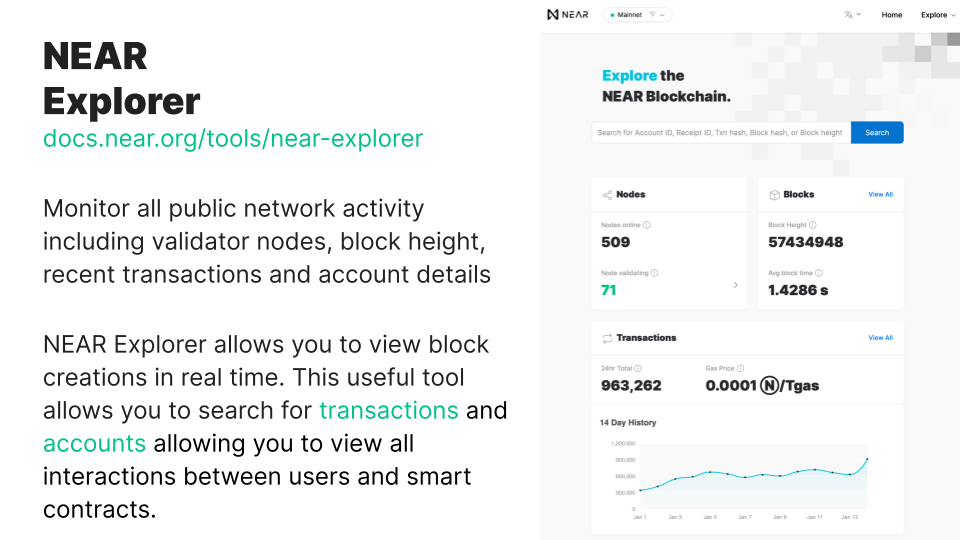 NEAR
Explorer
docs.near.org/tools/near-explorer
Monitor all public network activity
including validator nodes, block height,
recent transactions and account details
NEAR Explorer allows you to view block
creations in real time. This useful tool
allows you to search for transactions and
accounts allowing you to view all
interactions between users and smart
contracts.
NEAR
Mainnet
Home
Explore
Explore the
NEAR Blockchain.
Search for Account ID, Receipt ID, Txn hash, Block hash, or Block height
Search
Nodes
Nodes online
509
Node validating
71
Blocks
View All
Block Height
57434948
Avg block time
1.4286 s
Transactions
View All
24hr Total
963,262
Gas Price
0.0001 Ⓝ/Tgas
14 Day History
1,200,000
900,000
600,000
300,000
0
Jan 1
Jan 3
Jan 5
Jan 7
Jan 9
Jan 11
Jan 13